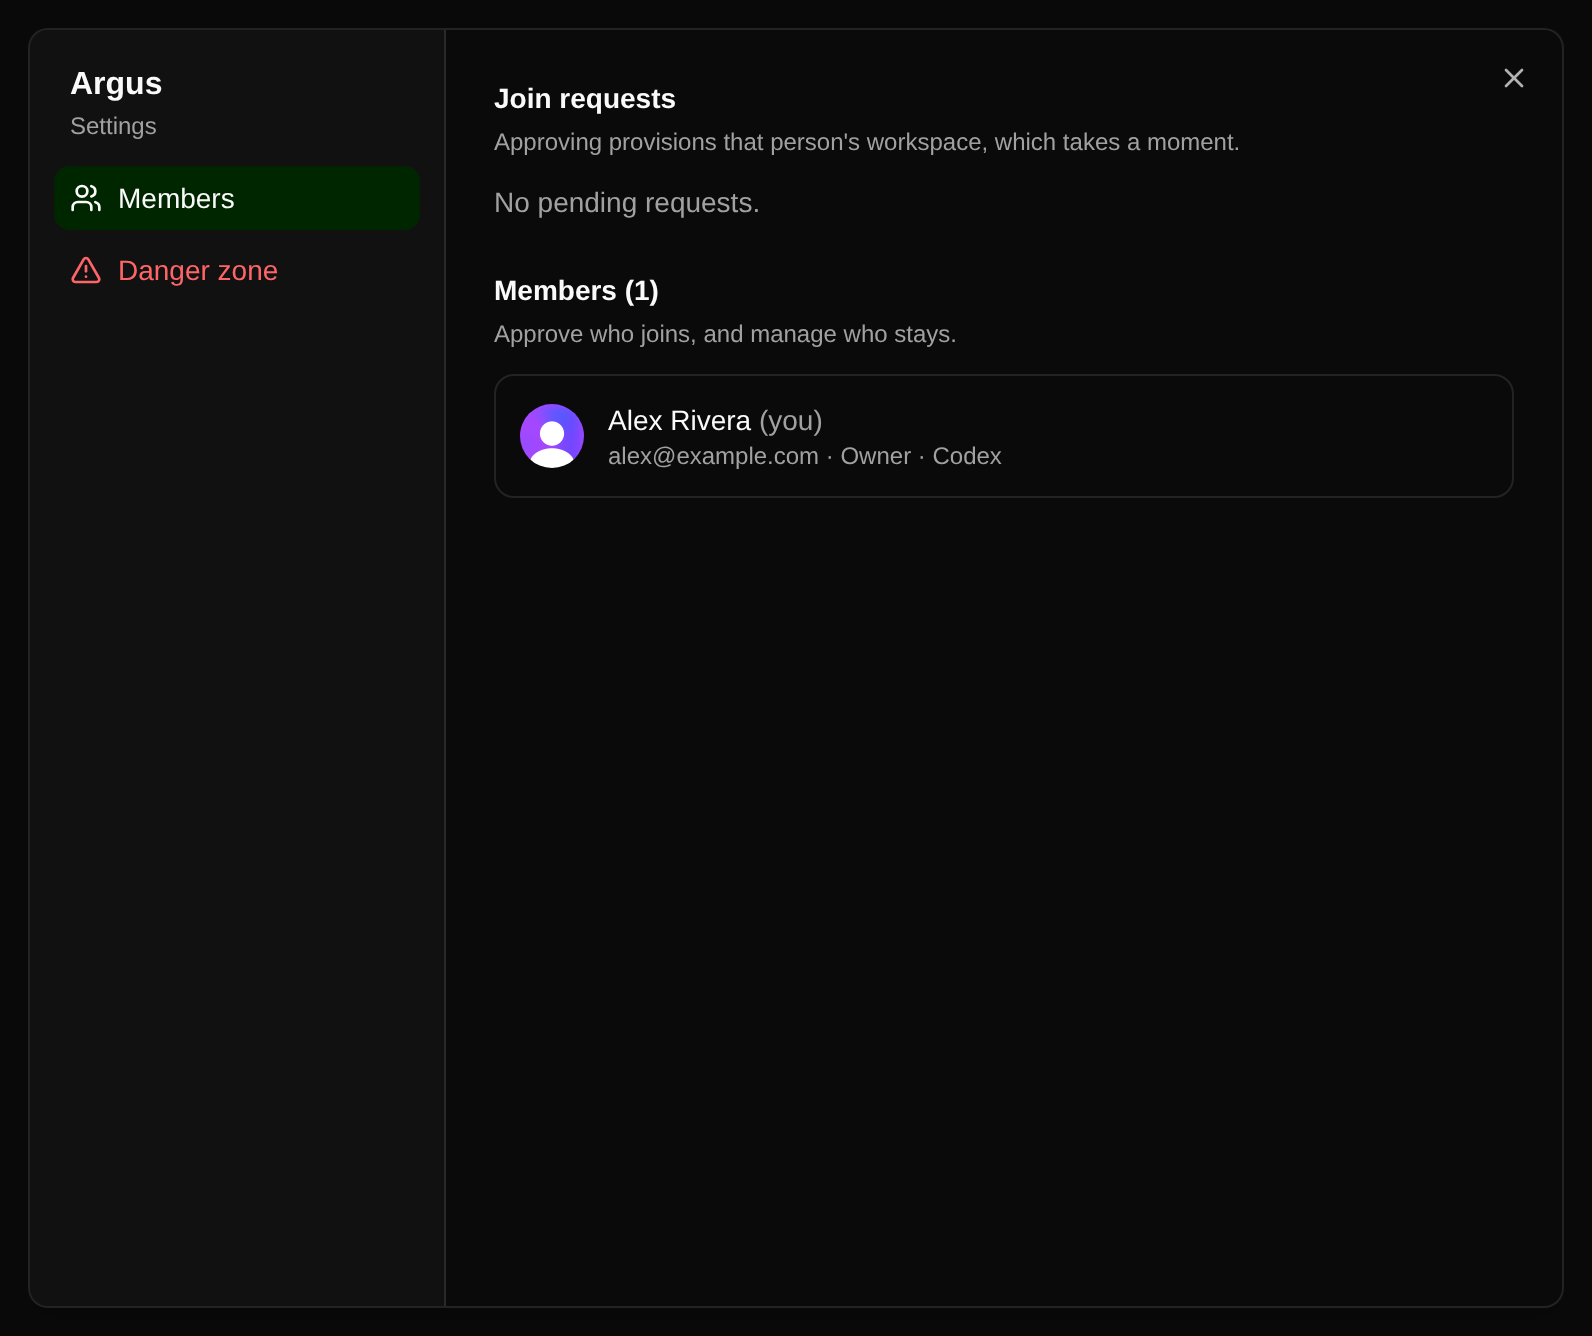 Argus
Settings
Members
Danger zone
Join requests
Approving provisions that person's workspace, which takes a moment.
No pending requests.
Members (1)
Approve who joins, and manage who stays.
Alex Rivera (you)
alex@example.com · Owner · Codex